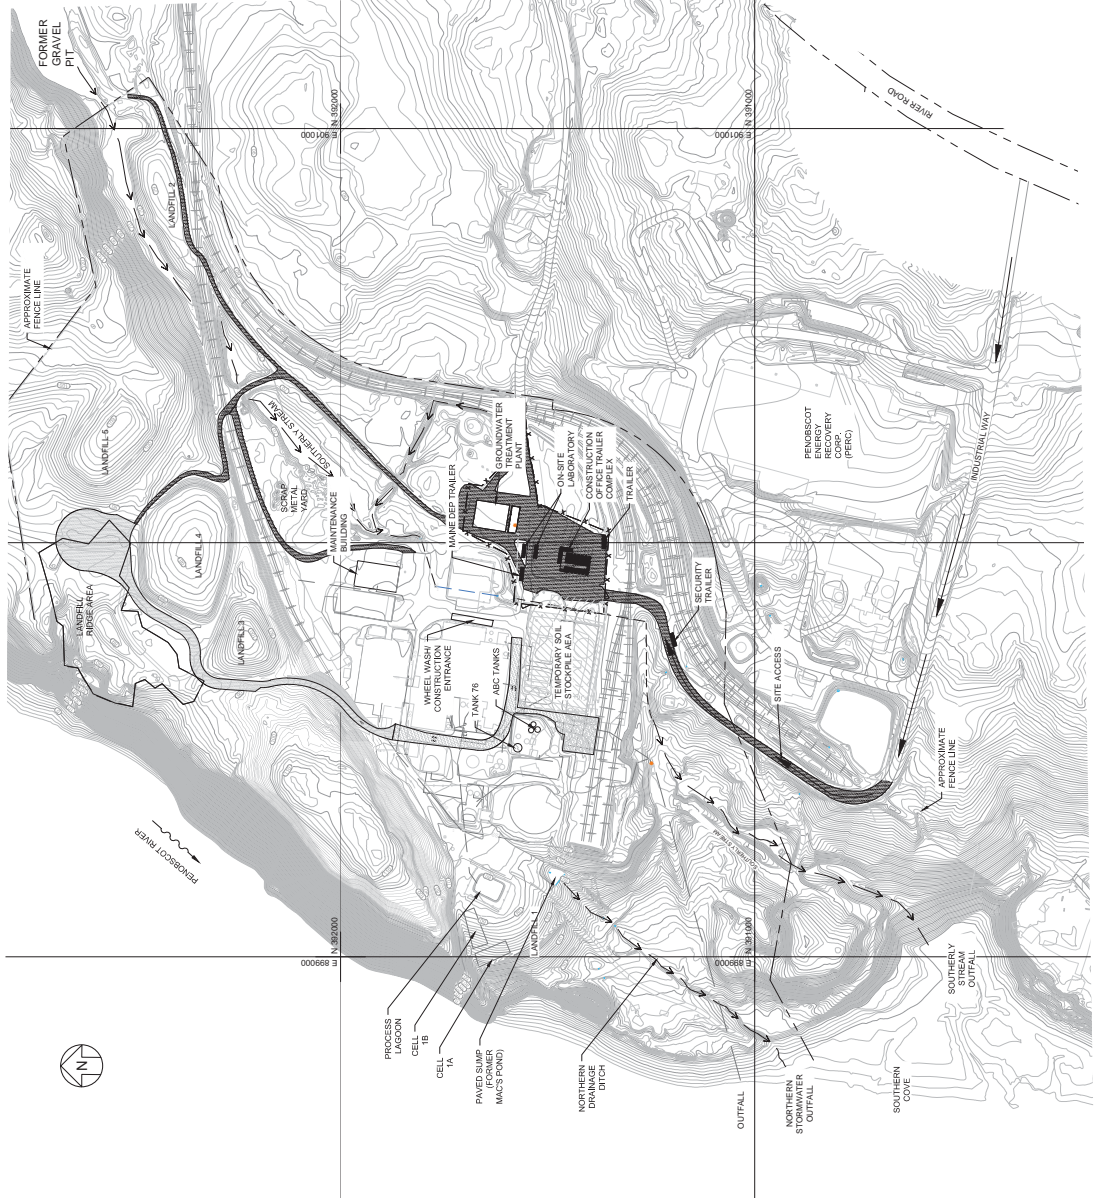 FORMER
GRAVEL
PIT
APPROXIMATE
FENCE LINE
LANDFILL 2
N 392000
E 901000
N 391000
E 901000
RIVER ROAD
LANDFILL 5
SOUTHERLY STREAM
SCRAP
METAL
YARD
MAINTENANCE
BUILDING
MAINE DEP TRAILER
GROUNDWATER
TREATMENT
PLANT
ON-SITE
LABORATORY
CONSTRUCTION
OFFICE TRAILER
COMPLEX
TRAILER
PENOBSCOT
ENERGY
RECOVERY
CORP.
(PERC)
INDUSTRIAL WAY
LANDFILL 4
LANDFILL
RIDGE AREA
LANDFILL 3
SECURITY
TRAILER
SITE ACCESS
WHEEL WASH/
CONSTRUCTION
ENTRANCE
TANK 76
ABC TANKS
TEMPORARY SOIL
STOCKPILE AEA
APPROXIMATE
FENCE LINE
PENOBSCOT RIVER
SOUTHERLY STREAM
LANDFILL 1
N 392000
E 899000
N 391000
E 899000
N
PROCESS
LAGOON
CELL
1B
CELL
1A
PAVED SUMP
(FORMER
MAC'S POND)
NORTHERN
DRAINAGE
DITCH
OUTFALL
NORTHERN
STORMWATER
OUTFALL
SOUTHERN
COVE
SOUTHERLY
STREAM
OUTFALL